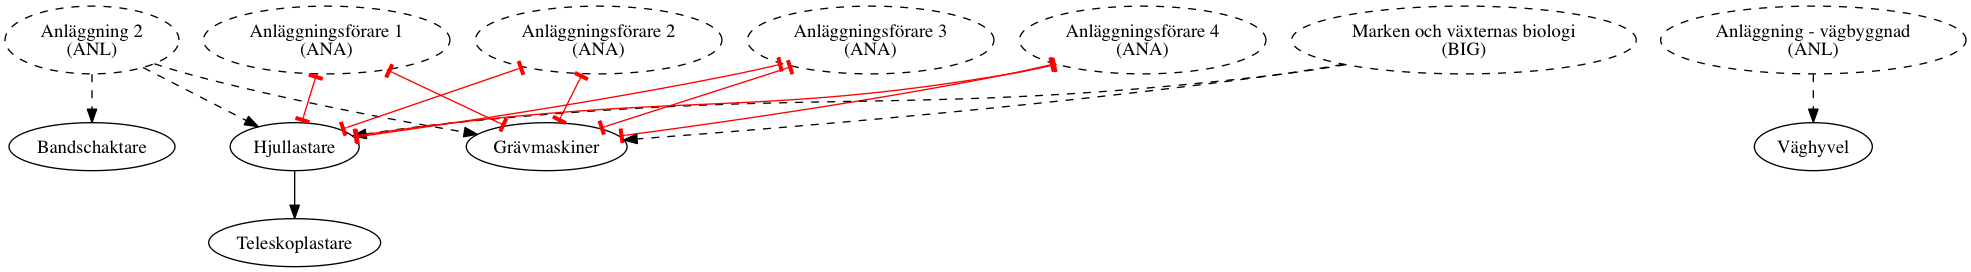 Anläggning 2
(ANL)
Anläggningsförare 1
(ANA)
Anläggningsförare 2
(ANA)
Anläggningsförare 3
(ANA)
Anläggningsförare 4
(ANA)
Marken och växternas biologi
(BIG)
Anläggning - vägbyggnad
(ANL)
Bandschaktare
Hjullastare
Grävmaskiner
Väghyvel
Teleskoplastare